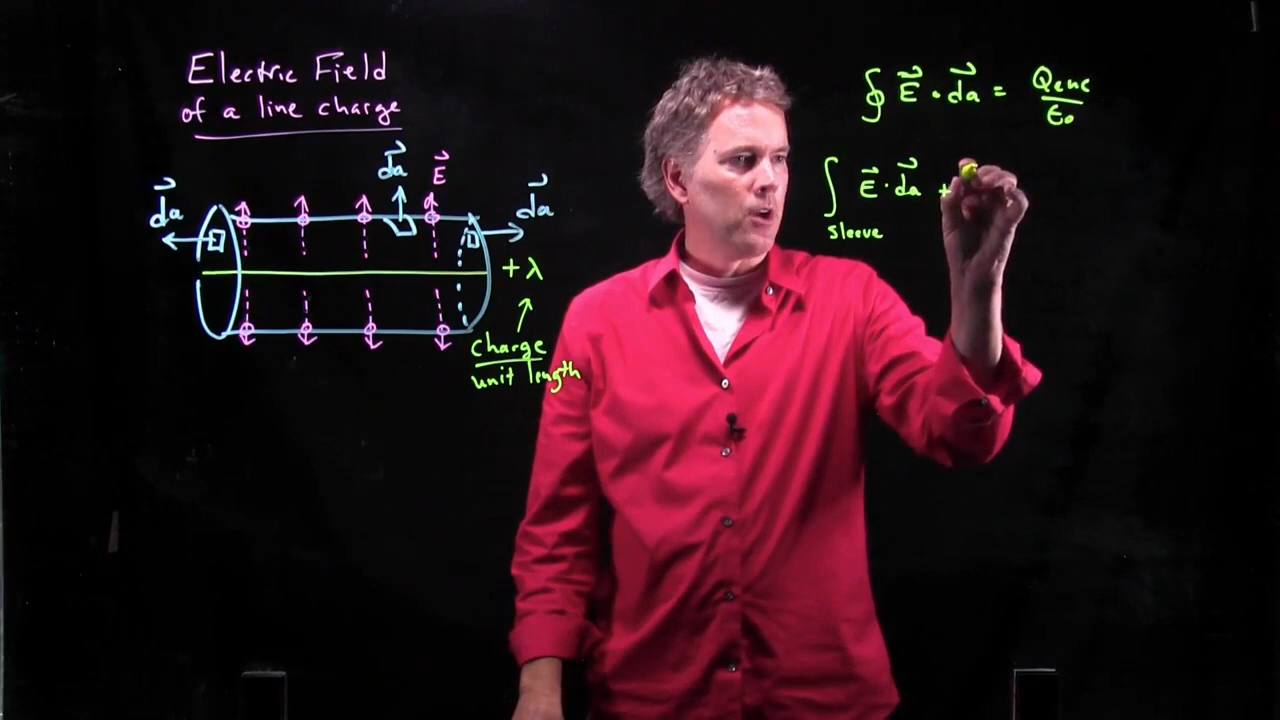 Electric Field
of a line charge
da
E
da
da
+ λ
charge
unit length
∮ E · da = Qenc
ε₀
∫ E · da +
sleeve